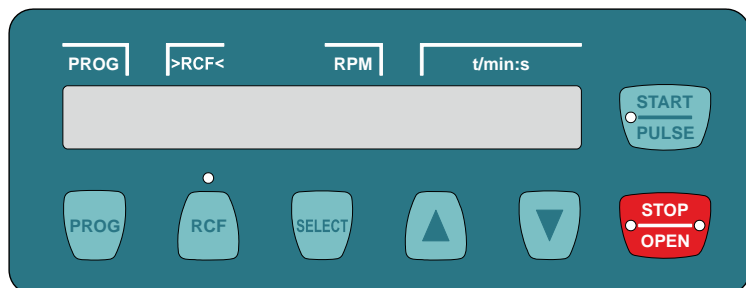 PROG >RCF< RPM t/min:s
START
PULSE
PROG RCF SELECT
STOP
OPEN